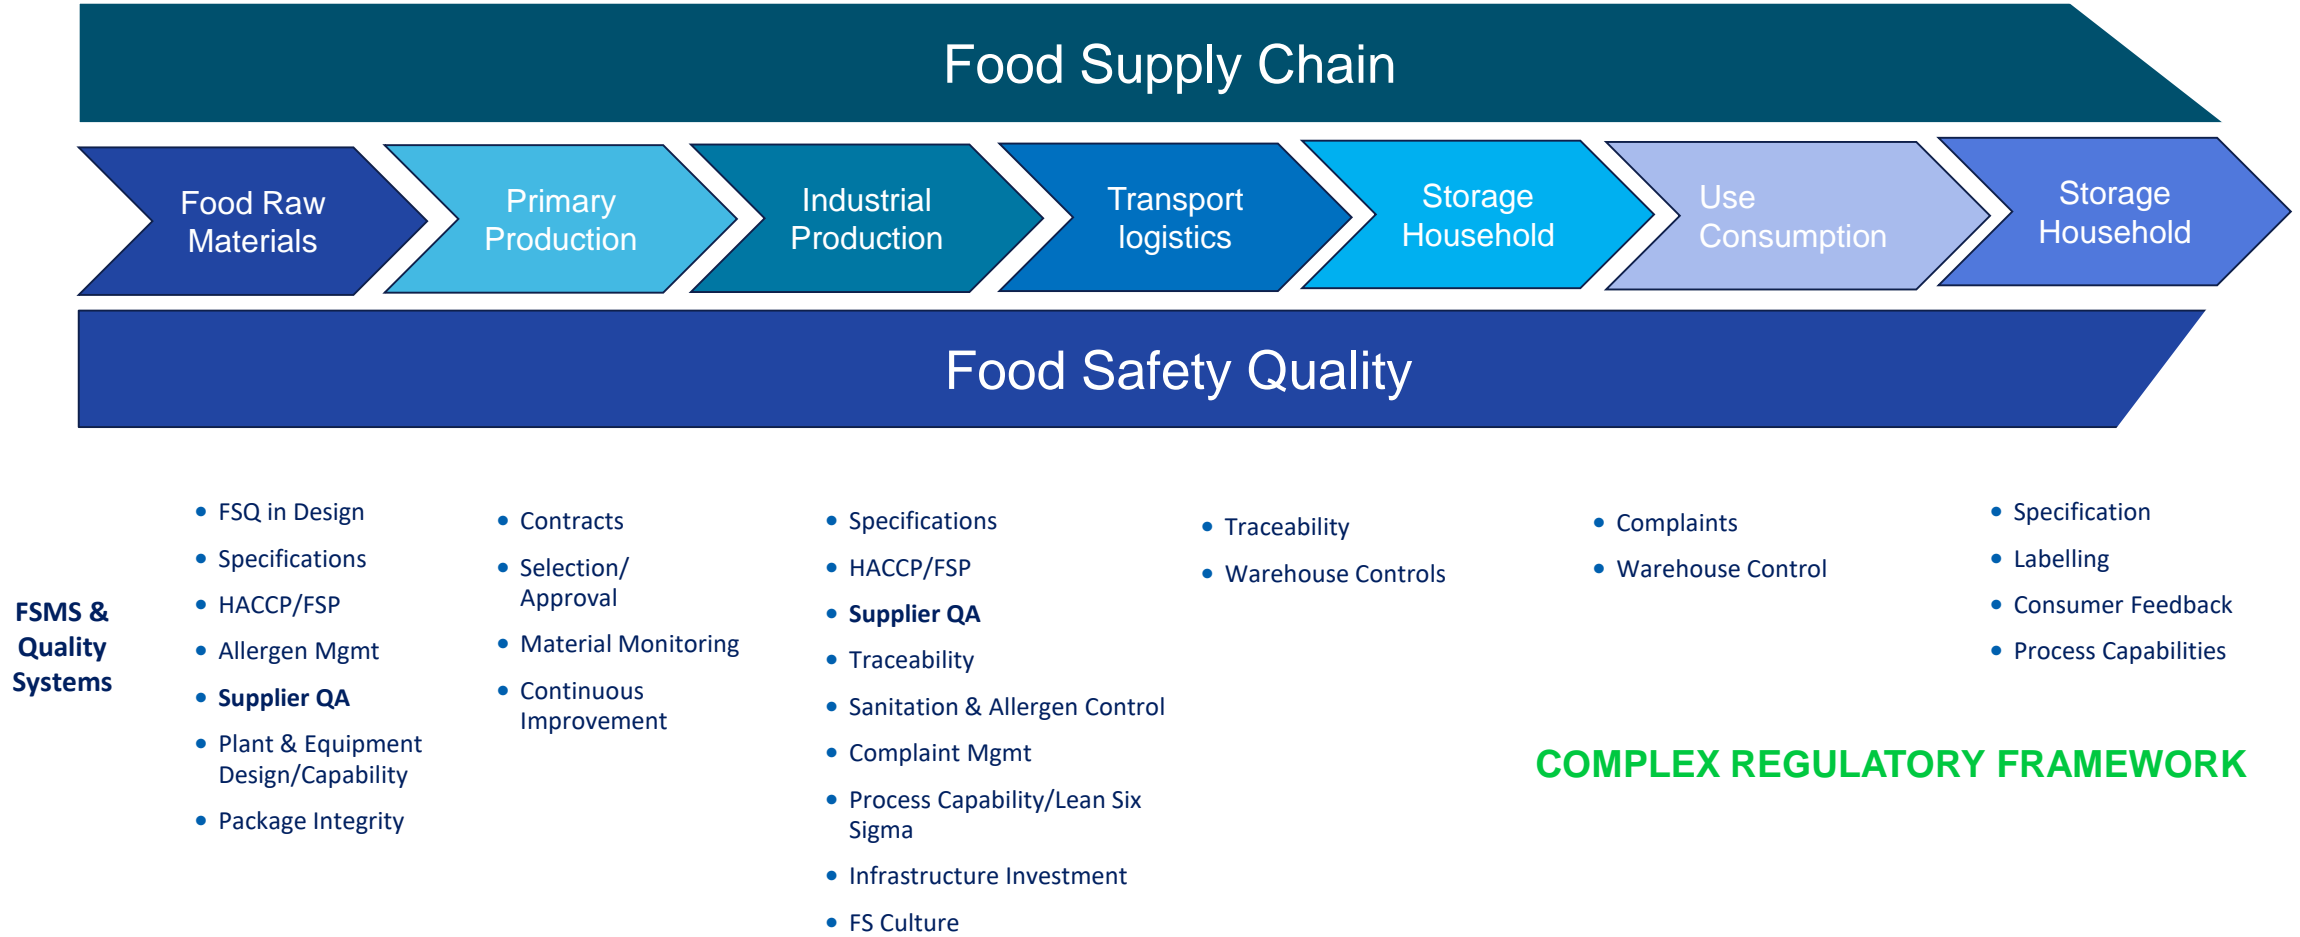 Food Supply Chain
Food Raw
Materials
Primary
Production
Industrial
Production
Transport
logistics
Storage
Household
Use
Consumption
Storage
Household
Food Safety Quality
FSMS &
Quality
Systems
• FSQ in Design
• Specifications
• HACCP/FSP
• Allergen Mgmt
• Supplier QA
• Plant & Equipment
Design/Capability
• Package Integrity
• Contracts
• Selection/
Approval
• Material Monitoring
• Continuous
Improvement
• Specifications
• HACCP/FSP
• Supplier QA
• Traceability
• Sanitation & Allergen Control
• Complaint Mgmt
• Process Capability/Lean Six
Sigma
• Infrastructure Investment
• FS Culture
• Traceability
• Warehouse Controls
• Complaints
• Warehouse Control
• Specification
• Labelling
• Consumer Feedback
• Process Capabilities
COMPLEX REGULATORY FRAMEWORK